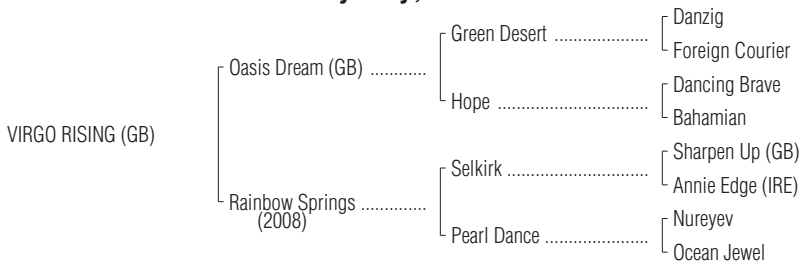 Danzig
Green Desert ......................
Foreign Courier
Oasis Dream (GB) ............
Dancing Brave
Hope ...................................
Bahamian
VIRGO RISING (GB)
Sharpen Up (GB)
Selkirk .................................
Annie Edge (IRE)
Rainbow Springs ..............
(2008)
Nureyev
Pearl Dance ........................
Ocean Jewel